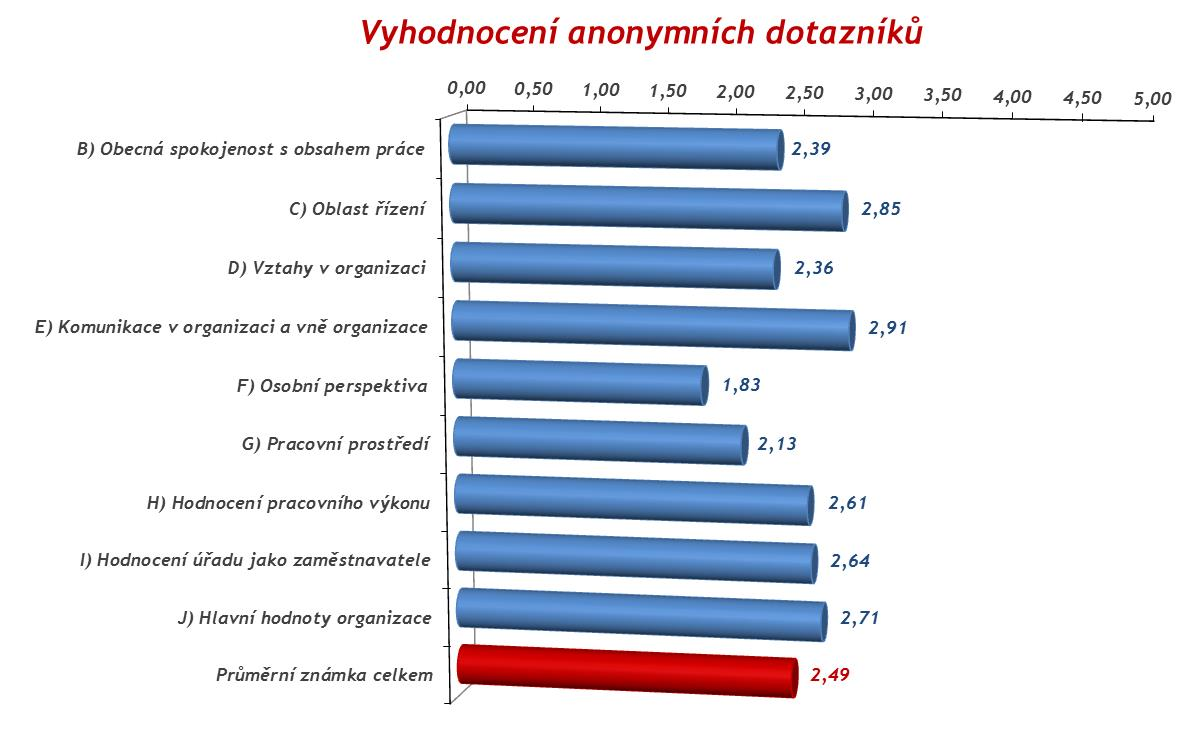 Vyhodnocení anonymních dotazníků
0,00 0,50 1,00 1,50 2,00 2,50 3,00 3,50 4,00 4,50 5,00
B) Obecná spokojenost s obsahem práce 2,39
C) Oblast řízení 2,85
D) Vztahy v organizaci 2,36
E) Komunikace v organizaci a vně organizace 2,91
F) Osobní perspektiva 1,83
G) Pracovní prostředí 2,13
H) Hodnocení pracovního výkonu 2,61
I) Hodnocení úřadu jako zaměstnavatele 2,64
J) Hlavní hodnoty organizace 2,71
Průměrní známka celkem 2,49